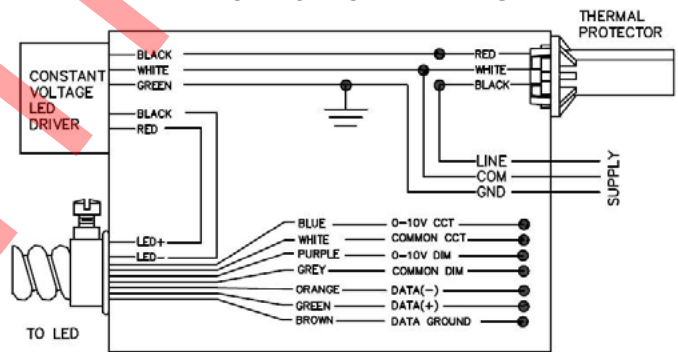 THERMAL
PROTECTOR
CONSTANT
VOLTAGE
LED
DRIVER
BLACK
WHITE
GREEN
BLACK
RED
RED
WHITE
BLACK
LINE
COM
GND
SUPPLY
LED+
LED-
BLUE 0-10V CCT
WHITE COMMON CCT
PURPLE 0-10V DIM
GREY COMMON DIM
ORANGE DATA(-)
GREEN DATA(+)
BROWN DATA GROUND
TO LED